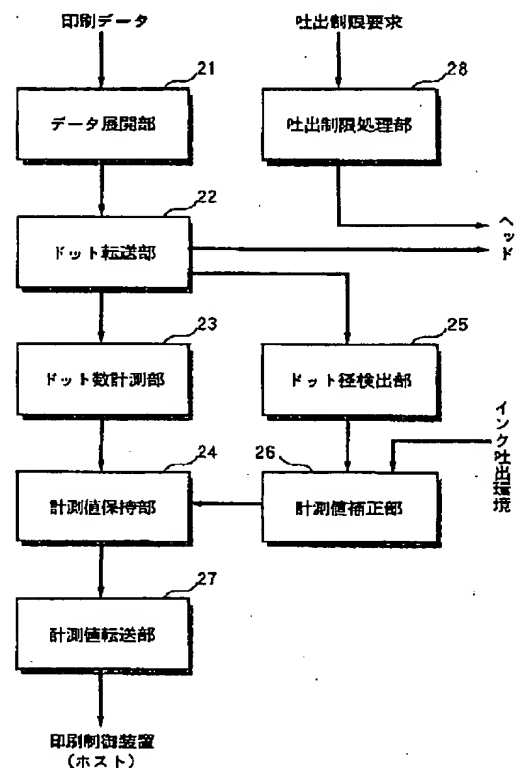 印刷データ
吐出制限要求
21
28
データ展開部
吐出制限処理部
22
ヘッド
ドット転送部
23
25
ドット数計測部
ドット径検出部
インク吐出環境
24
26
計測値保持部
計測値補正部
27
計測値転送部
印刷制御装置
(ホスト)